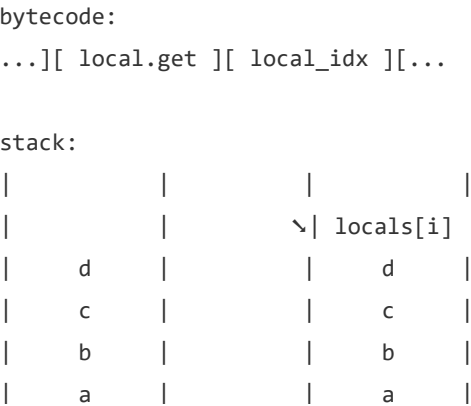 bytecode:
...][ local.get ][ local_idx ][...
stack:
|           |          |           |
|           |         ↘| locals[i]
|     d     |          |     d     |
|     c     |          |     c     |
|     b     |          |     b     |
|     a     |          |     a     |